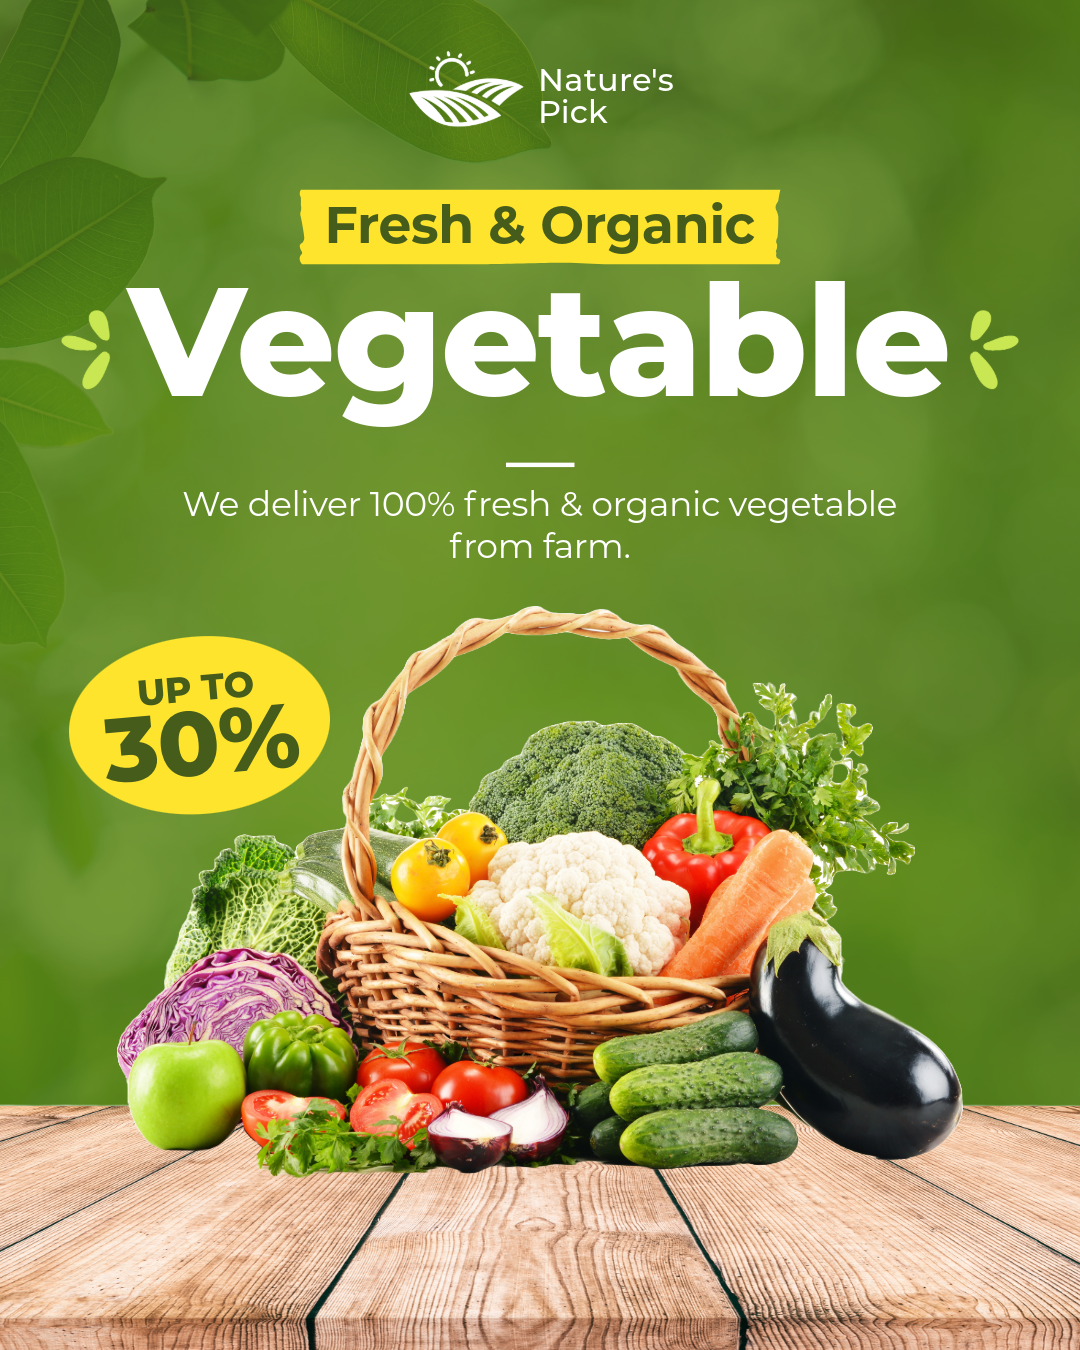 Nature's
Pick
Fresh & Organic
Vegetable
We deliver 100% fresh & organic vegetable
from farm.
UP TO
30%